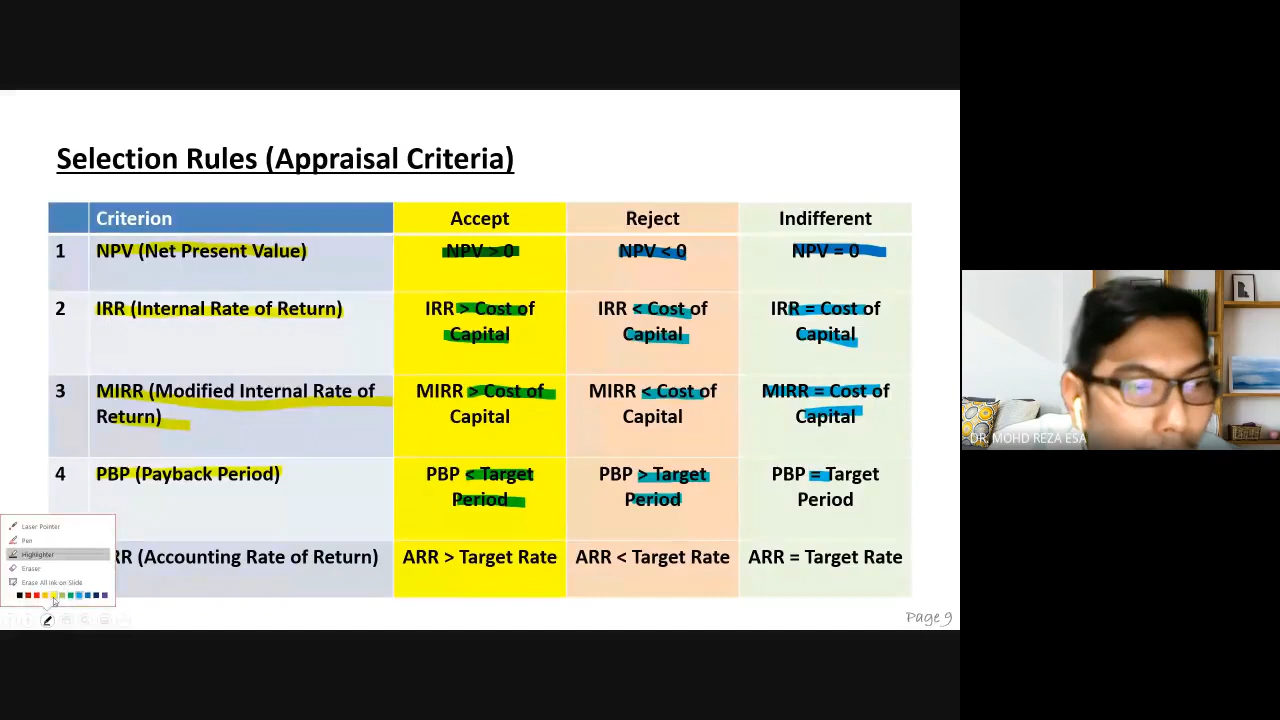 Selection Rules (Appraisal Criteria)
Criterion Accept Reject Indifferent
1 NPV (Net Present Value) NPV > 0 NPV < 0 NPV = 0
2 IRR (Internal Rate of Return) IRR > Cost of IRR < Cost of IRR = Cost of
Capital Capital Capital
3 MIRR (Modified Internal Rate of MIRR > Cost of MIRR < Cost of MIRR = Cost of
Return) Capital Capital Capital
4 PBP (Payback Period) PBP < Target PBP > Target PBP = Target
Period Period Period
RR (Accounting Rate of Return) ARR > Target Rate ARR < Target Rate ARR = Target Rate
Laser Pointer
Pen
Highlighter
Eraser
Erase All Ink on Slide
Page 9
DR. MOHD REZA ESA